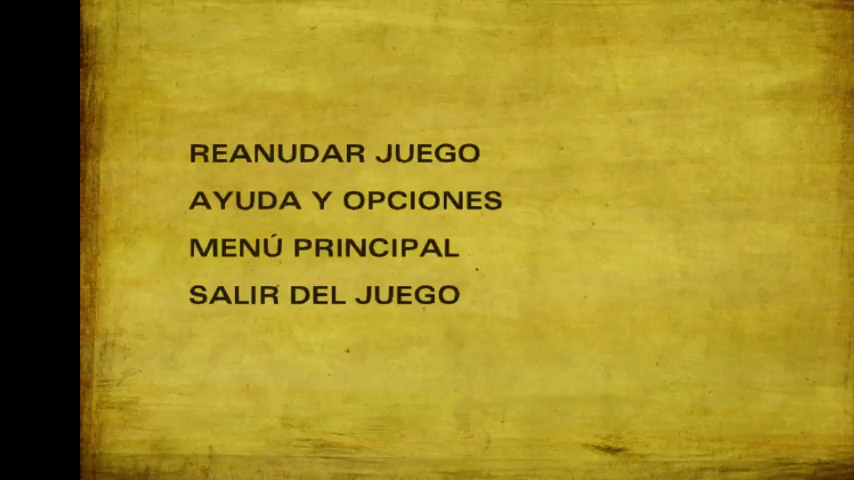 REANUDAR JUEGO
AYUDA Y OPCIONES
MENÚ PRINCIPAL
SALIR DEL JUEGO